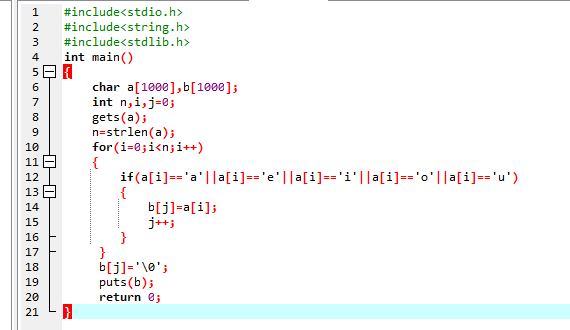 1 #include<stdio.h>
2 #include<string.h>
3 #include<stdlib.h>
4 int main()
5 {
6 char a[1000],b[1000];
7 int n,i,j=0;
8 gets(a);
9 n=strlen(a);
10 for(i=0;i<n;i++)
11 {
12 if(a[i]=='a'||a[i]=='e'||a[i]=='i'||a[i]=='o'||a[i]=='u')
13 {
14 b[j]=a[i];
15 j++;
16 }
17 }
18 b[j]='\0';
19 puts(b);
20 return 0;
21 }